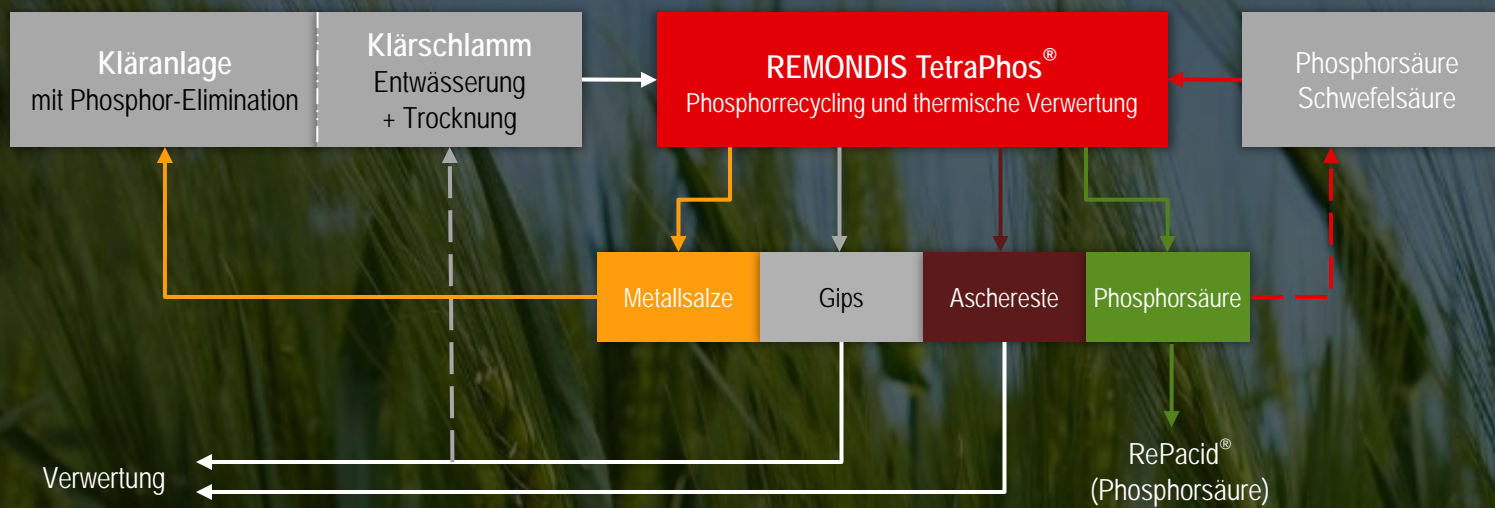 Kläranlage
mit Phosphor-Elimination
Klärschlamm
Entwässerung
+ Trocknung
REMONDIS TetraPhos®
Phosphorrecycling und thermische Verwertung
Phosphorsäure
Schwefelsäure
Metallsalze
Gips
Aschereste
Phosphorsäure
Verwertung
RePacid®
(Phosphorsäure)